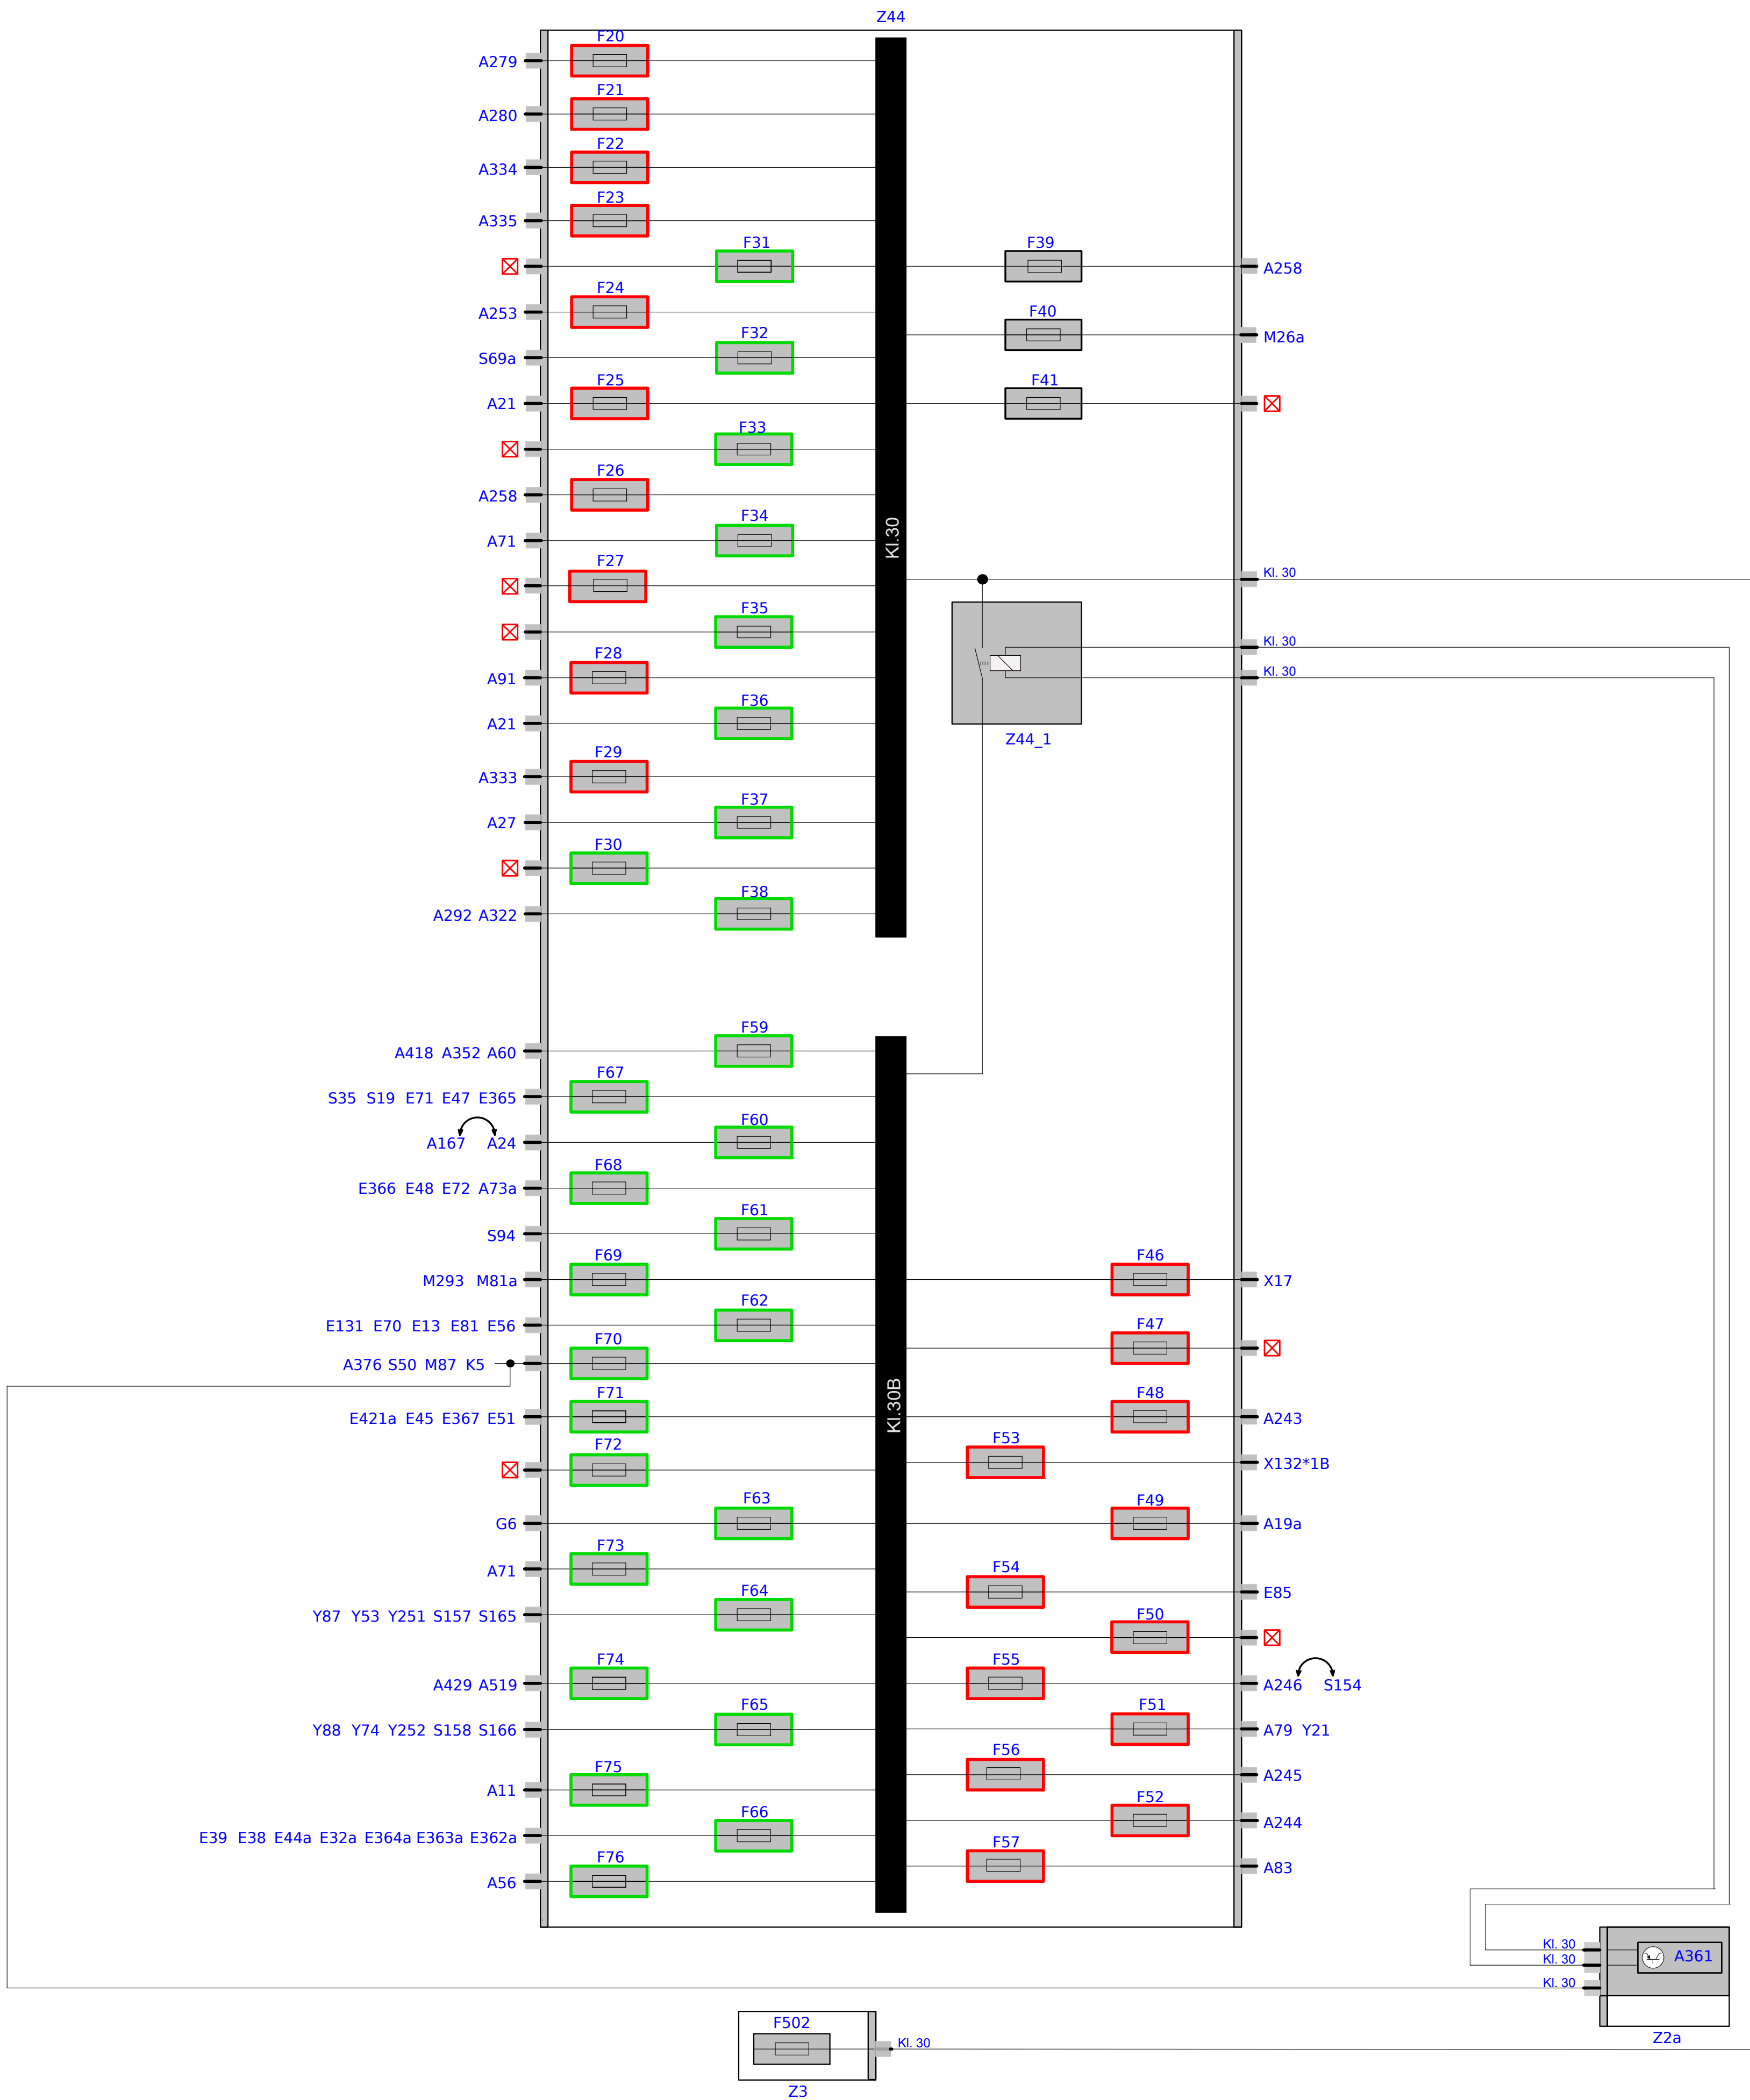 Z44
F20
A279
F21
A280
F22
A334
F23
A335
F31
F39
A258
F24
A253
F32
S69a
F40
M26a
F25
A21
F41
F33
F26
A258
F34
A71
Kl.30
F27
Kl. 30
F35
Kl. 30
F28
A91
Kl. 30
F36
A21
Z44_1
F29
A333
F37
A27
F30
F38
A292 A322
F59
A418 A352 A60
F67
S35 S19 E71 E47 E365
F60
A167 A24
F68
E366 E48 E72 A73a
F61
S94
F69
M293 M81a
F46
X17
F62
E131 E70 E13 E81 E56
F47
F70
A376 S50 M87 K5
F71
E421a E45 E367 E51
Kl.30B
F48
A243
F72
F53
X132*1B
F63
G6
F49
A19a
F73
A71
F54
E85
F64
Y87 Y53 Y251 S157 S165
F50
F74
A429 A519
F55
A246 S154
F65
Y88 Y74 Y252 S158 S166
F51
A79 Y21
F75
A11
F56
A245
F66
E39 E38 E44a E32a E364a E363a E362a
F52
A244
F76
A56
F57
A83
Kl. 30
A361
Kl. 30
Kl. 30
F502
Kl. 30
Z2a
Z3